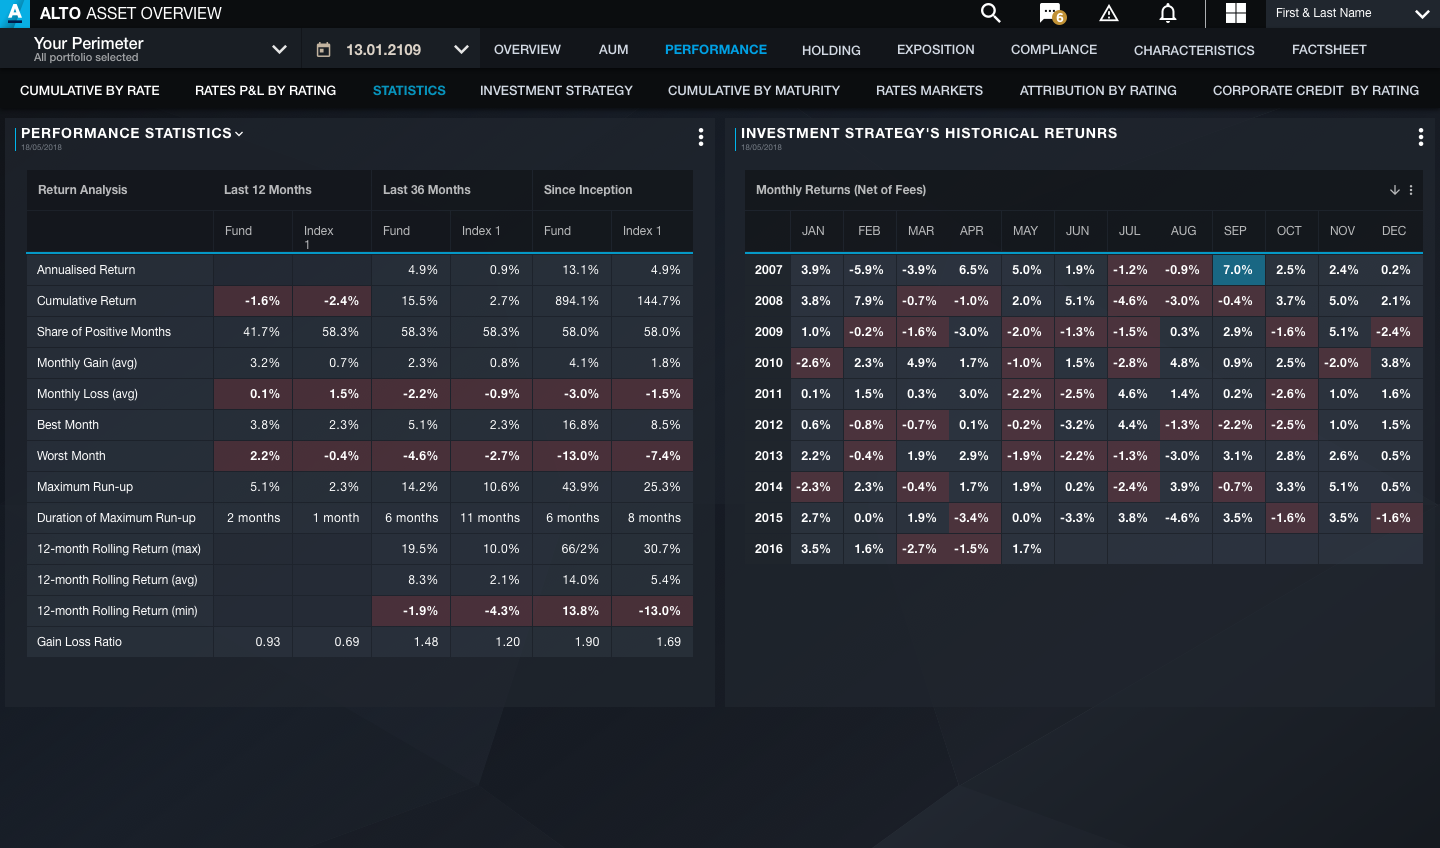 A ALTO ASSET OVERVIEW 6 First & Last Name
Your Perimeter
All portfolio selected
13.01.2109 OVERVIEW AUM PERFORMANCE HOLDING EXPOSITION COMPLIANCE CHARACTERISTICS FACTSHEET
CUMULATIVE BY RATE RATES P&L BY RATING STATISTICS INVESTMENT STRATEGY CUMULATIVE BY MATURITY RATES MARKETS ATTRIBUTION BY RATING CORPORATE CREDIT BY RATING
PERFORMANCE STATISTICS
18/05/2018
Return Analysis Last 12 Months Last 36 Months Since Inception
Fund Index 1 Fund Index 1 Fund Index 1
Annualised Return 4.9% 0.9% 13.1% 4.9%
Cumulative Return -1.6% -2.4% 15.5% 2.7% 894.1% 144.7%
Share of Positive Months 41.7% 58.3% 58.3% 58.3% 58.0% 58.0%
Monthly Gain (avg) 3.2% 0.7% 2.3% 0.8% 4.1% 1.8%
Monthly Loss (avg) 0.1% 1.5% -2.2% -0.9% -3.0% -1.5%
Best Month 3.8% 2.3% 5.1% 2.3% 16.8% 8.5%
Worst Month 2.2% -0.4% -4.6% -2.7% -13.0% -7.4%
Maximum Run-up 5.1% 2.3% 14.2% 10.6% 43.9% 25.3%
Duration of Maximum Run-up 2 months 1 month 6 months 11 months 6 months 8 months
12-month Rolling Return (max) 19.5% 10.0% 66/2% 30.7%
12-month Rolling Return (avg) 8.3% 2.1% 14.0% 5.4%
12-month Rolling Return (min) -1.9% -4.3% 13.8% -13.0%
Gain Loss Ratio 0.93 0.69 1.48 1.20 1.90 1.69
INVESTMENT STRATEGY'S HISTORICAL RETUNRS
18/05/2018
Monthly Returns (Net of Fees)
JAN FEB MAR APR MAY JUN JUL AUG SEP OCT NOV DEC
2007 3.9% -5.9% -3.9% 6.5% 5.0% 1.9% -1.2% -0.9% 7.0% 2.5% 2.4% 0.2%
2008 3.8% 7.9% -0.7% -1.0% 2.0% 5.1% -4.6% -3.0% -0.4% 3.7% 5.0% 2.1%
2009 1.0% -0.2% -1.6% -3.0% -2.0% -1.3% -1.5% 0.3% 2.9% -1.6% 5.1% -2.4%
2010 -2.6% 2.3% 4.9% 1.7% -1.0% 1.5% -2.8% 4.8% 0.9% 2.5% -2.0% 3.8%
2011 0.1% 1.5% 0.3% 3.0% -2.2% -2.5% 4.6% 1.4% 0.2% -2.6% 1.0% 1.6%
2012 0.6% -0.8% -0.7% 0.1% -0.2% -3.2% 4.4% -1.3% -2.2% -2.5% 1.0% 1.5%
2013 2.2% -0.4% 1.9% 2.9% -1.9% -2.2% -1.3% -3.0% 3.1% 2.8% 2.6% 0.5%
2014 -2.3% 2.3% -0.4% 1.7% 1.9% 0.2% -2.4% 3.9% -0.7% 3.3% 5.1% 0.5%
2015 2.7% 0.0% 1.9% -3.4% 0.0% -3.3% 3.8% -4.6% 3.5% -1.6% 3.5% -1.6%
2016 3.5% 1.6% -2.7% -1.5% 1.7%